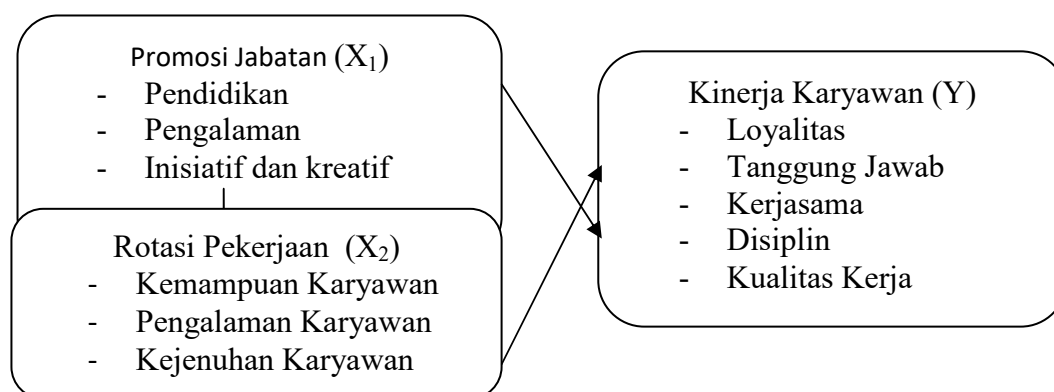 Promosi Jabatan (X₁)
- Pendidikan
- Pengalaman
- Inisiatif dan kreatif
Rotasi Pekerjaan (X₂)
- Kemampuan Karyawan
- Pengalaman Karyawan
- Kejenuhan Karyawan
Kinerja Karyawan (Y)
- Loyalitas
- Tanggung Jawab
- Kerjasama
- Disiplin
- Kualitas Kerja